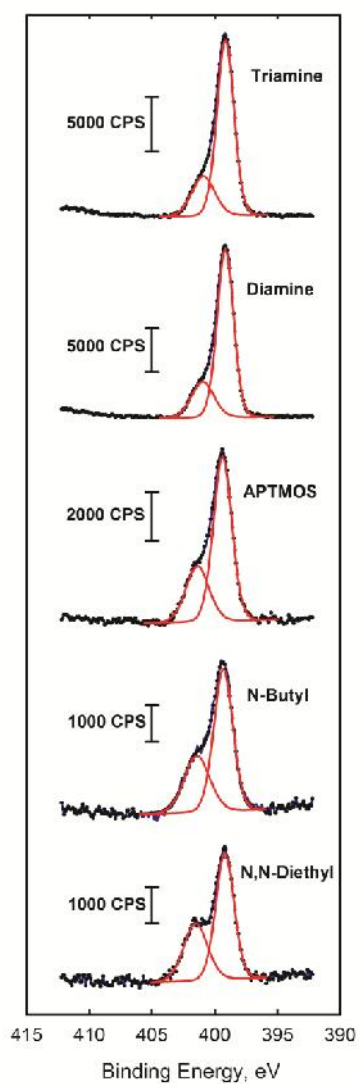 Triamine
5000 CPS
Diamine
5000 CPS
APTMOS
2000 CPS
N-Butyl
1000 CPS
N,N-Diethyl
1000 CPS
415 410 405 400 395 390
Binding Energy, eV